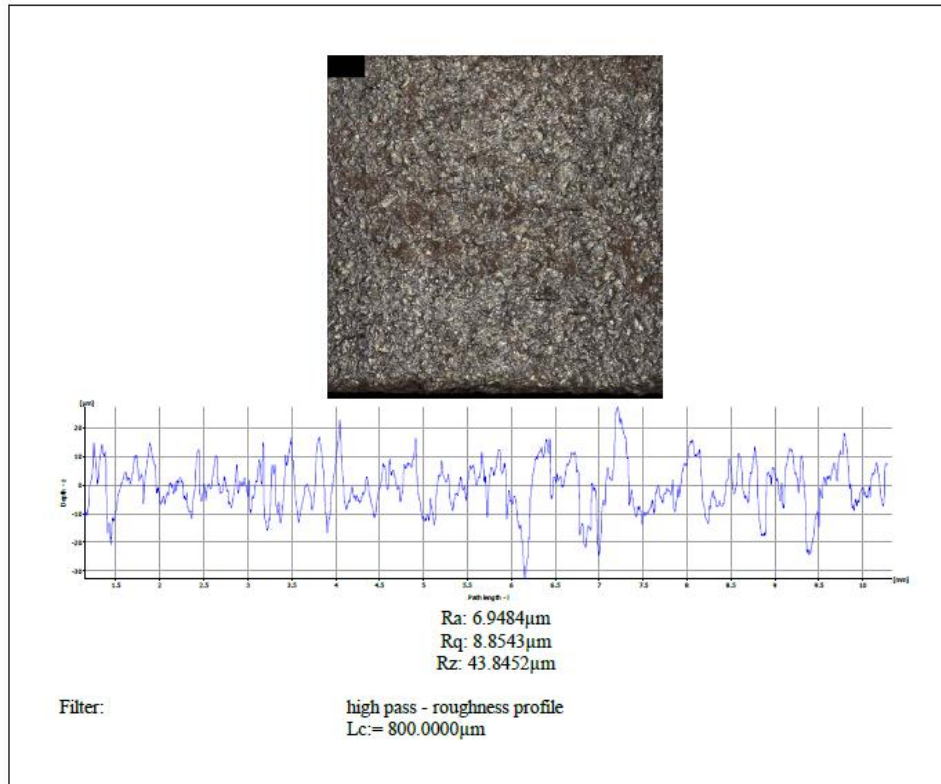 [µm]
20
10
0
-10
-20
-30
Depth - z
1.5 2 2.5 3 3.5 4 4.5 5 5.5 6 6.5 7 7.5 8 8.5 9 9.5 10 [mm]
Path length - l
Ra: 6.9484µm
Rq: 8.8543µm
Rz: 43.8452µm
Filter: high pass - roughness profile
Lc:= 800.0000µm